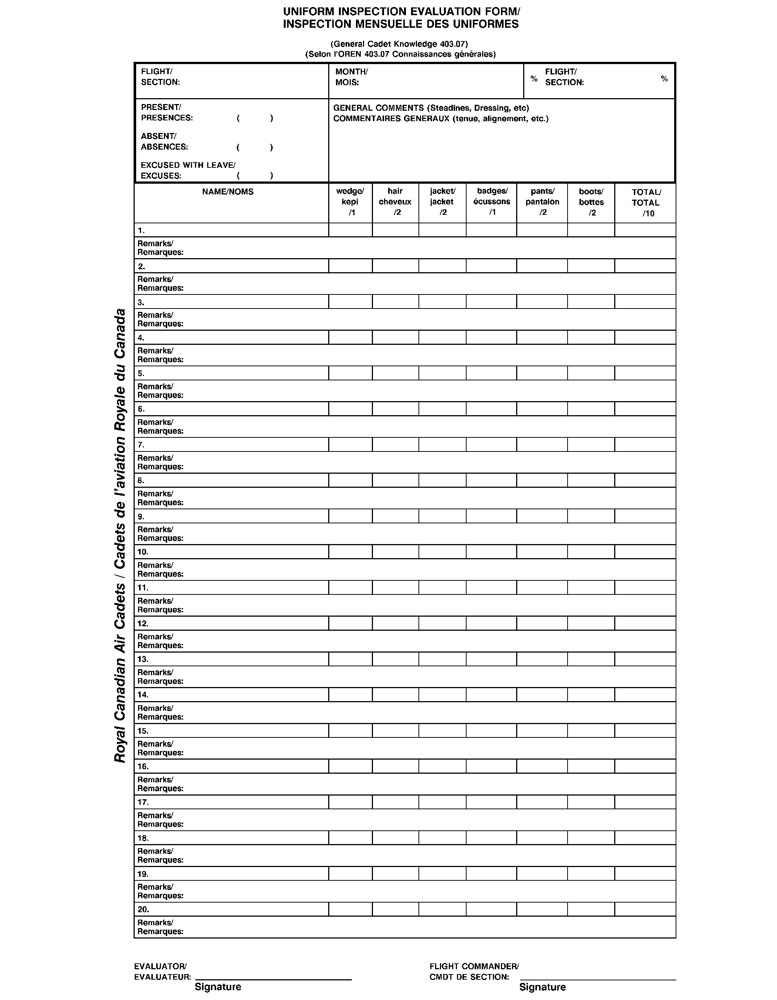 UNIFORM INSPECTION EVALUATION FORM/
INSPECTION MENSUELLE DES UNIFORMES
(General Cadet Knowledge 403.07)
(Selon l'OREN 403.07 Connaissances générales)
FLIGHT/
SECTION:
MONTH/
MOIS:
%
FLIGHT/
SECTION:
%
PRESENT/
PRESENCES: ( )
ABSENT/
ABSENCES: ( )
EXCUSED WITH LEAVE/
EXCUSES: ( )
GENERAL COMMENTS (Steadines, Dressing, etc)
COMMENTAIRES GENERAUX (tenue, alignement, etc.)
NAME/NOMS
wedge/
kepi
/1
hair
cheveux
/2
jacket/
jacket
/2
badges/
écussons
/1
pants/
pantalon
/2
boots/
bottes
/2
TOTAL/
TOTAL
/10
1.
Remarks/
Remarques:
2.
Remarks/
Remarques:
3.
Remarks/
Remarques:
4.
Remarks/
Remarques:
5.
Remarks/
Remarques:
6.
Remarks/
Remarques:
7.
Remarks/
Remarques:
8.
Remarks/
Remarques:
9.
Remarks/
Remarques:
10.
Remarks/
Remarques:
11.
Remarks/
Remarques:
12.
Remarks/
Remarques:
13.
Remarks/
Remarques:
14.
Remarks/
Remarques:
15.
Remarks/
Remarques:
16.
Remarks/
Remarques:
17.
Remarks/
Remarques:
18.
Remarks/
Remarques:
19.
Remarks/
Remarques:
20.
Remarks/
Remarques:
Royal Canadian Air Cadets / Cadets de l'aviation Royale du Canada
EVALUATOR/
EVALUATEUR:
Signature
FLIGHT COMMANDER/
CMDT DE SECTION:
Signature